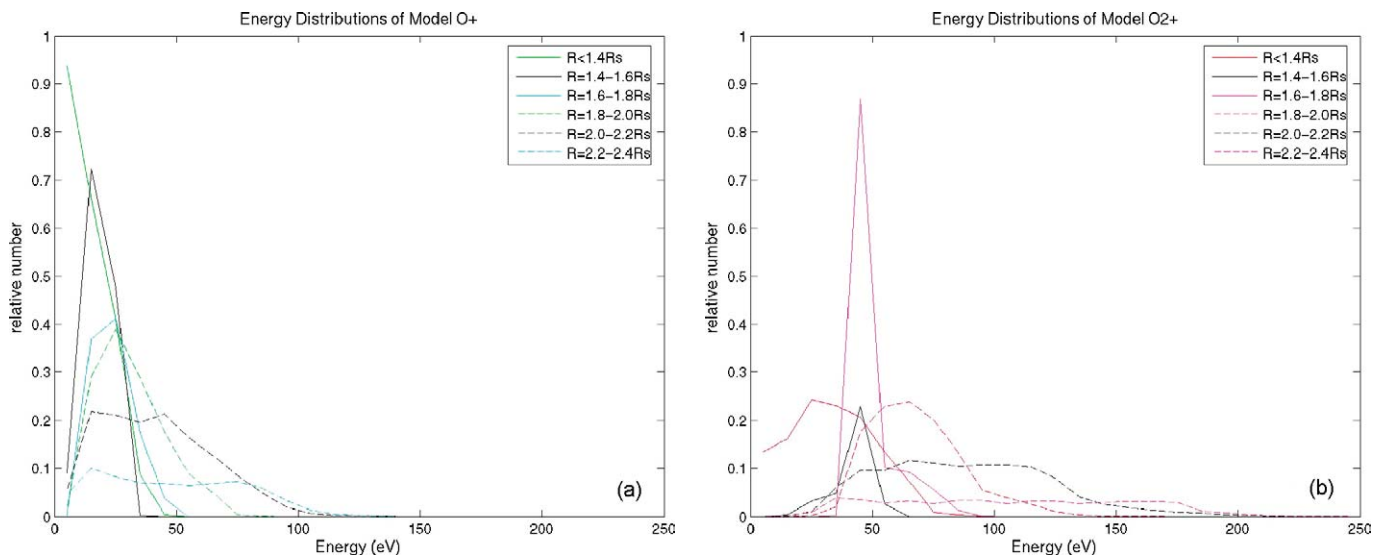 Energy Distributions of Model O+
1
0.9
0.8
0.7
0.6
0.5
0.4
0.3
0.2
0.1
0
relative number
R<1.4Rs
R=1.4−1.6Rs
R=1.6−1.8Rs
R=1.8−2.0Rs
R=2.0−2.2Rs
R=2.2−2.4Rs
(a)
0 50 100 150 200 250
Energy (eV)
Energy Distributions of Model O2+
1
0.9
0.8
0.7
0.6
0.5
0.4
0.3
0.2
0.1
0
relative number
R<1.4Rs
R=1.4−1.6Rs
R=1.6−1.8Rs
R=1.8−2.0Rs
R=2.0−2.2Rs
R=2.2−2.4Rs
(b)
0 50 100 150 200 250
Energy (eV)